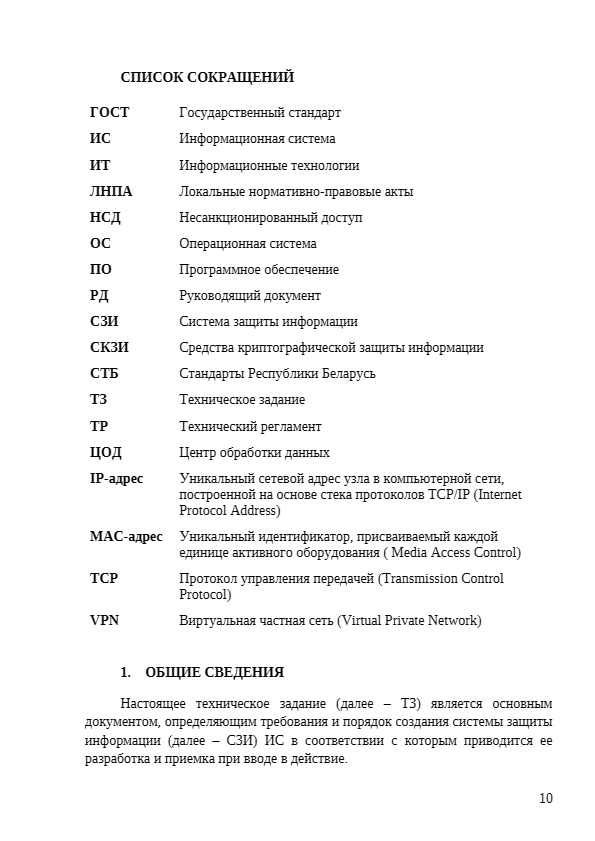 СПИСОК СОКРАЩЕНИЙ
ГОСТ Государственный стандарт
ИС Информационная система
ИТ Информационные технологии
ЛНПА Локальные нормативно-правовые акты
НСД Несанкционированный доступ
ОС Операционная система
ПО Программное обеспечение
РД Руководящий документ
СЗИ Система защиты информации
СКЗИ Средства криптографической защиты информации
СТБ Стандарты Республики Беларусь
ТЗ Техническое задание
ТР Технический регламент
ЦОД Центр обработки данных
IP-адрес Уникальный сетевой адрес узла в компьютерной сети,
построенной на основе стека протоколов TCP/IP (Internet
Protocol Address)
MAC-адрес Уникальный идентификатор, присваиваемый каждой
единице активного оборудования ( Media Access Control)
TCP Протокол управления передачей (Transmission Control
Protocol)
VPN Виртуальная частная сеть (Virtual Private Network)
1. ОБЩИЕ СВЕДЕНИЯ
Настоящее техническое задание (далее – ТЗ) является основным
документом, определяющим требования и порядок создания системы защиты
информации (далее – СЗИ) ИС в соответствии с которым приводится ее
разработка и приемка при вводе в действие.
10